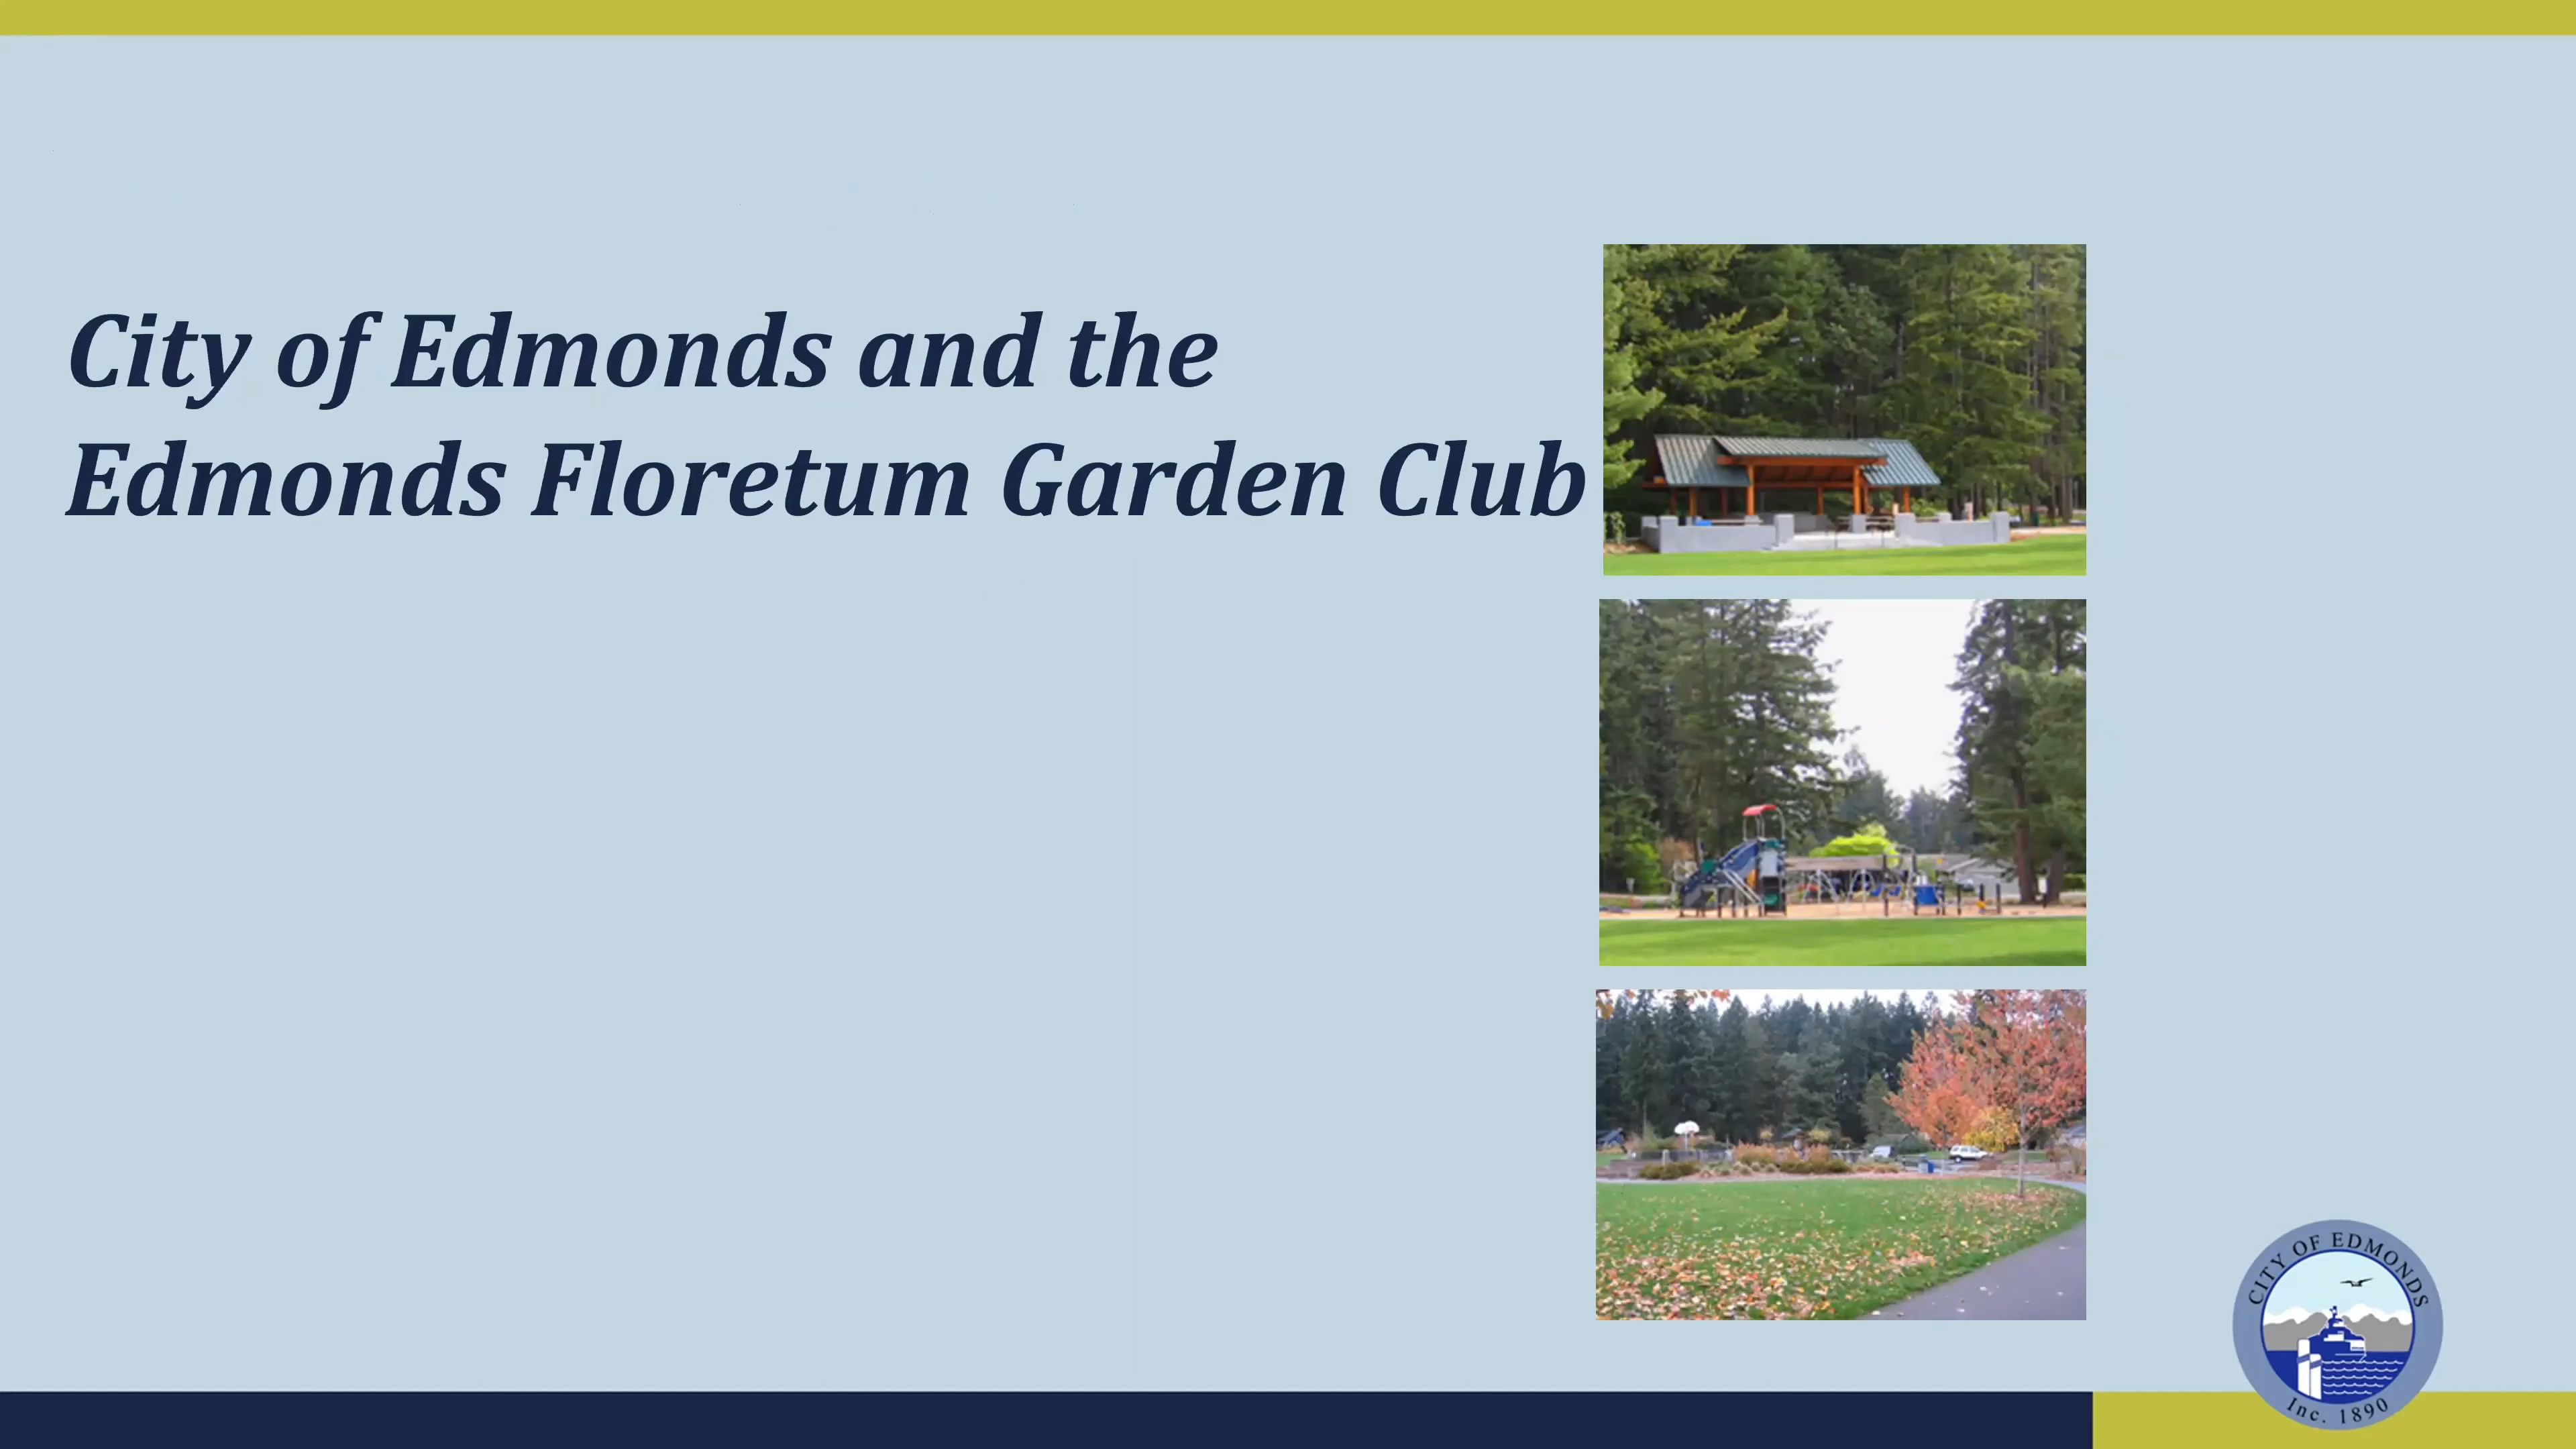 City of Edmonds and the
Edmonds Floretum Garden Club
CITY OF EDMONDS
Inc. 1890